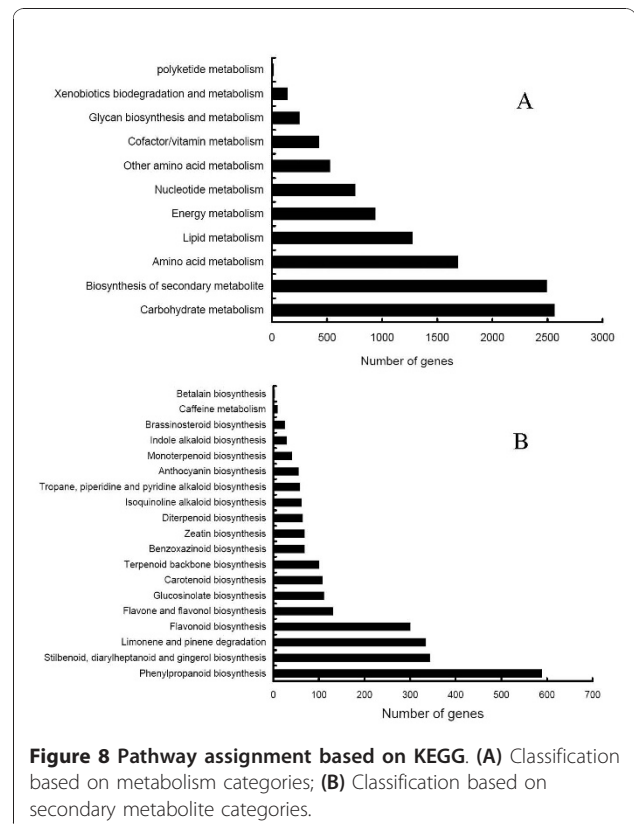 polyketide metabolism
Xenobiotics biodegradation and metabolism
Glycan biosynthesis and metabolism
Cofactor/vitamin metabolism
Other amino acid metabolism
Nucleotide metabolism
Energy metabolism
Lipid metabolism
Amino acid metabolism
Biosynthesis of secondary metabolite
Carbohydrate metabolism
A
0 500 1000 1500 2000 2500 3000
Number of genes
Betalain biosynthesis
Caffeine metabolism
Brassinosteroid biosynthesis
Indole alkaloid biosynthesis
Monoterpenoid biosynthesis
Anthocyanin biosynthesis
Tropane, piperidine and pyridine alkaloid biosynthesis
Isoquinoline alkaloid biosynthesis
Diterpenoid biosynthesis
Zeatin biosynthesis
Benzoxazinoid biosynthesis
Terpenoid backbone biosynthesis
Carotenoid biosynthesis
Glucosinolate biosynthesis
Flavone and flavonol biosynthesis
Flavonoid biosynthesis
Limonene and pinene degradation
Stilbenoid, diarylheptanoid and gingerol biosynthesis
Phenylpropanoid biosynthesis
B
0 100 200 300 400 500 600 700
Number of genes
Figure 8 Pathway assignment based on KEGG. (A) Classification
based on metabolism categories; (B) Classification based on
secondary metabolite categories.